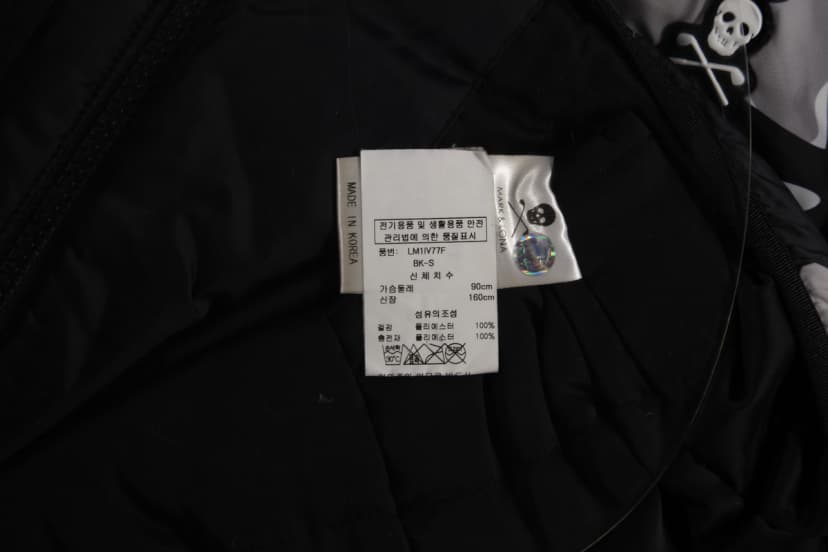 MADE IN KOREA
전기용품 및 생활용품 안전
관리법에 의한 품질표시
품번: LM1IV77F
BK-S
신체치수
가슴둘레 90cm
신장 160cm
섬유의조성
겉감 폴리에스터 100%
충전재 폴리에스터 100%
30℃
MARK & LONA